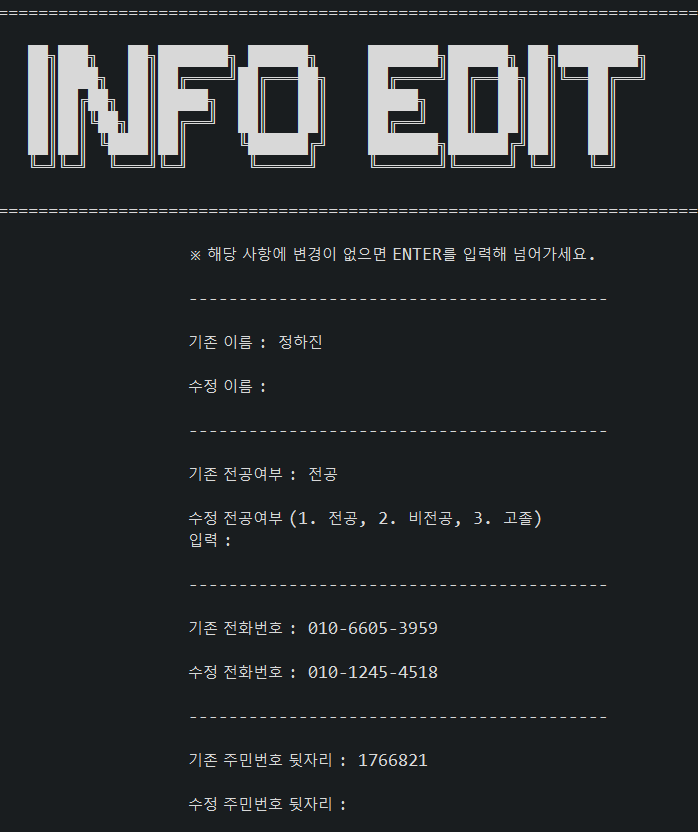 INFO EDIT
※ 해당 사항에 변경이 없으면 ENTER를 입력해 넘어가세요.
기존 이름 : 정하진
수정 이름 :
기존 전공여부 : 전공
수정 전공여부 (1. 전공, 2. 비전공, 3. 고졸)
입력 :
기존 전화번호 : 010-6605-3959
수정 전화번호 : 010-1245-4518
기존 주민번호 뒷자리 : 1766821
수정 주민번호 뒷자리 :